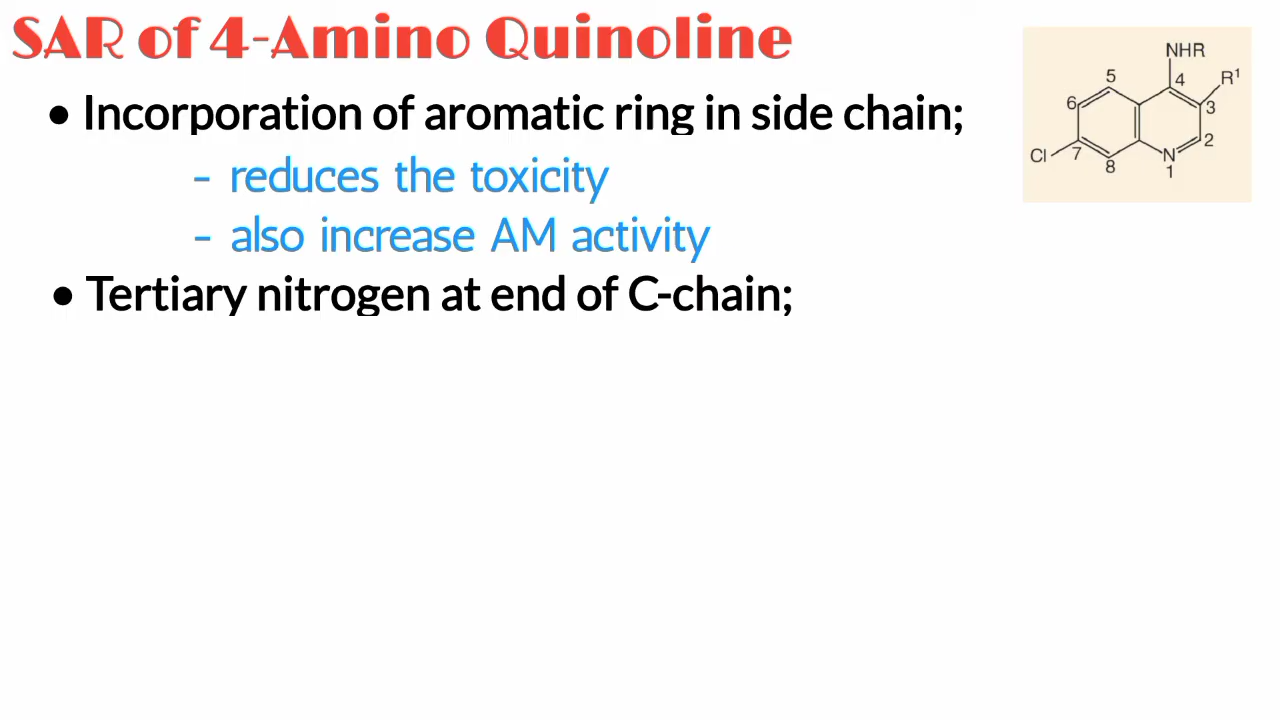 SAR of 4-Amino Quinoline
• Incorporation of aromatic ring in side chain;
- reduces the toxicity
- also increase AM activity
• Tertiary nitrogen at end of C-chain;
NHR
R¹
5
4
6
3
2
Cl
7
8
N
1